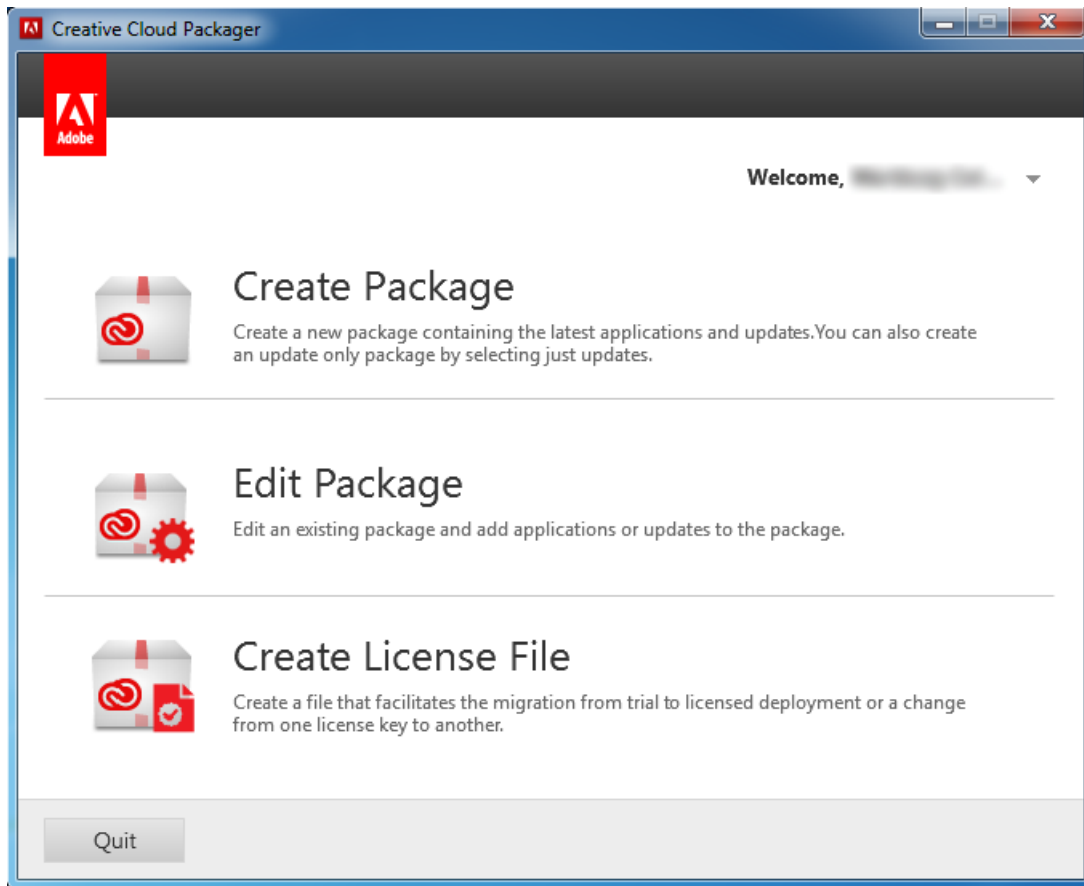 Creative Cloud Packager
Adobe
Welcome,
Create Package
Create a new package containing the latest applications and updates.You can also create
an update only package by selecting just updates.
Edit Package
Edit an existing package and add applications or updates to the package.
Create License File
Create a file that facilitates the migration from trial to licensed deployment or a change
from one license key to another.
Quit